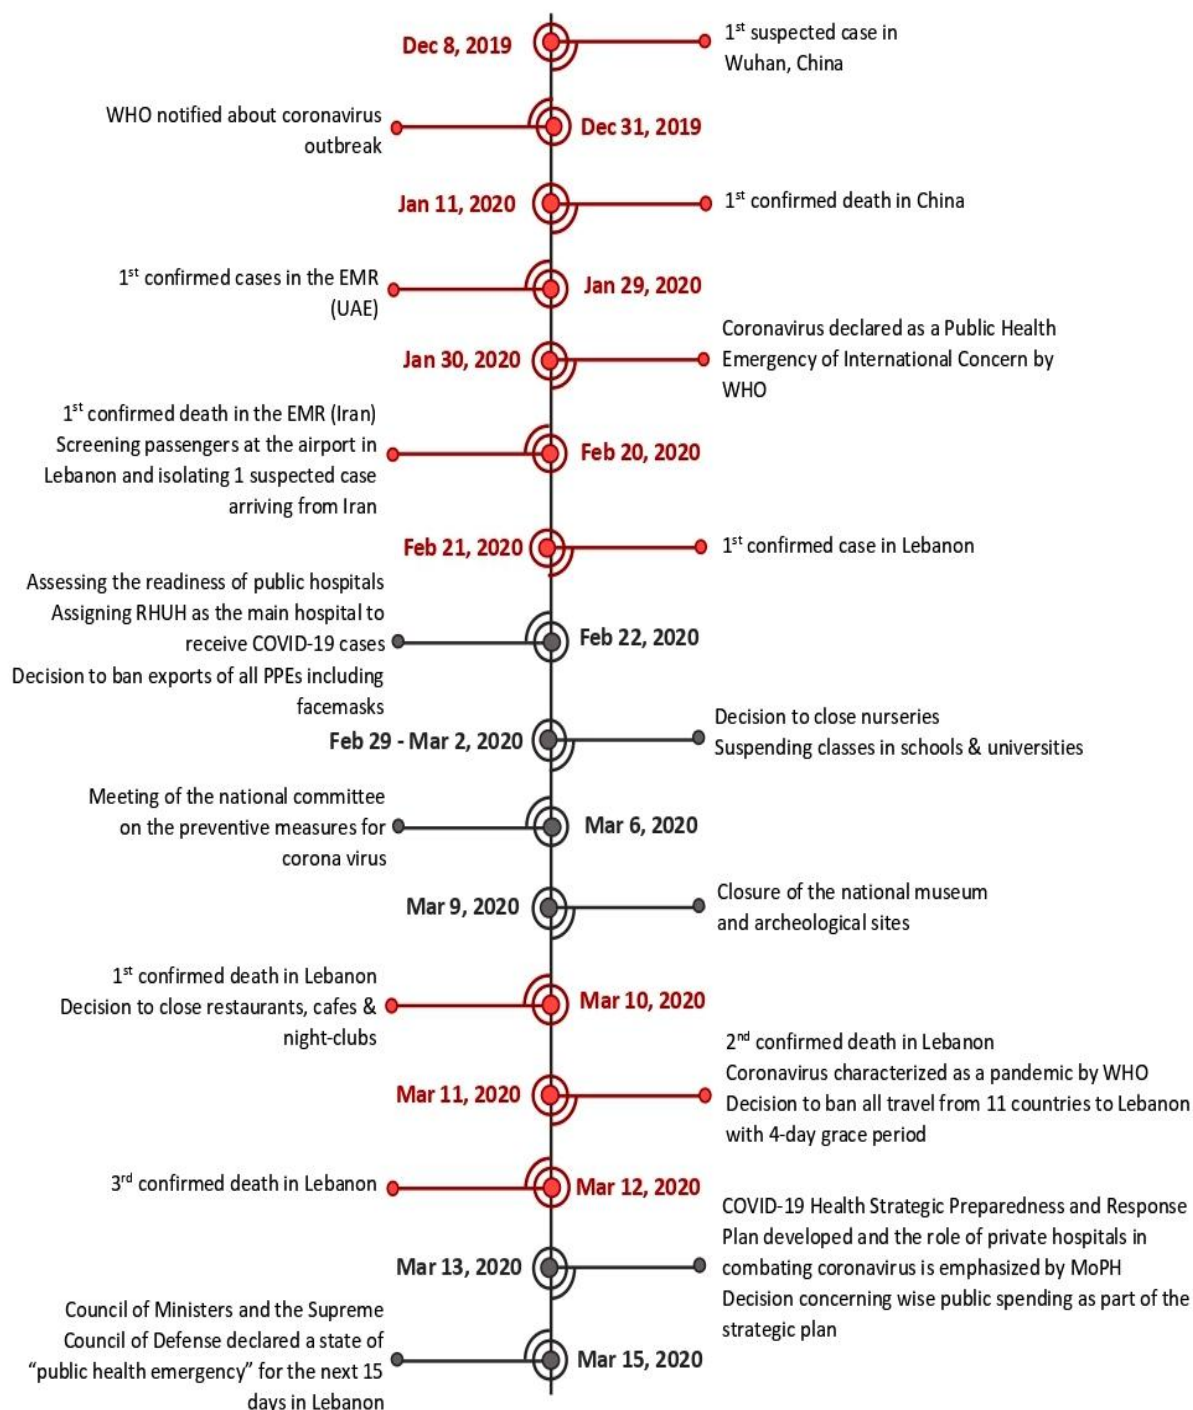 Dec 8, 2019
1st suspected case in
Wuhan, China
WHO notified about coronavirus
outbreak
Dec 31, 2019
Jan 11, 2020
1st confirmed death in China
1st confirmed cases in the EMR
(UAE)
Jan 29, 2020
Jan 30, 2020
Coronavirus declared as a Public Health
Emergency of International Concern by
WHO
1st confirmed death in the EMR (Iran)
Screening passengers at the airport in
Lebanon and isolating 1 suspected case
arriving from Iran
Feb 20, 2020
Feb 21, 2020
1st confirmed case in Lebanon
Assessing the readiness of public hospitals
Assigning RHUH as the main hospital to
receive COVID-19 cases
Decision to ban exports of all PPEs including
facemasks
Feb 22, 2020
Feb 29 - Mar 2, 2020
Decision to close nurseries
Suspending classes in schools & universities
Meeting of the national committee
on the preventive measures for
corona virus
Mar 6, 2020
Mar 9, 2020
Closure of the national museum
and archeological sites
1st confirmed death in Lebanon
Decision to close restaurants, cafes &
night-clubs
Mar 10, 2020
Mar 11, 2020
2nd confirmed death in Lebanon
Coronavirus characterized as a pandemic by WHO
Decision to ban all travel from 11 countries to Lebanon
with 4-day grace period
3rd confirmed death in Lebanon
Mar 12, 2020
Mar 13, 2020
COVID-19 Health Strategic Preparedness and Response
Plan developed and the role of private hospitals in
combating coronavirus is emphasized by MoPH
Decision concerning wise public spending as part of the
strategic plan
Council of Ministers and the Supreme
Council of Defense declared a state of
“public health emergency” for the next 15
days in Lebanon
Mar 15, 2020